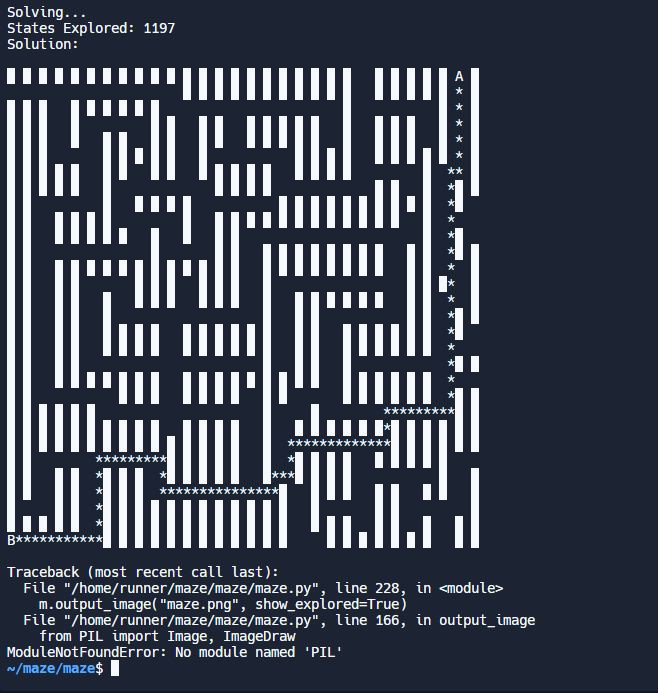 Solving...
States Explored: 1197
Solution:
A
*
*
*
*
*
**
*
*
*
*
*
*
*
*
*
*
*
*
*
*
*********
*
*************
********* *
* * ***
* ***************
*
*
B***********
Traceback (most recent call last):
  File "/home/runner/maze/maze/maze.py", line 228, in <module>
    m.output_image("maze.png", show_explored=True)
  File "/home/runner/maze/maze/maze.py", line 166, in output_image
    from PIL import Image, ImageDraw
ModuleNotFoundError: No module named 'PIL'
~/maze/maze$